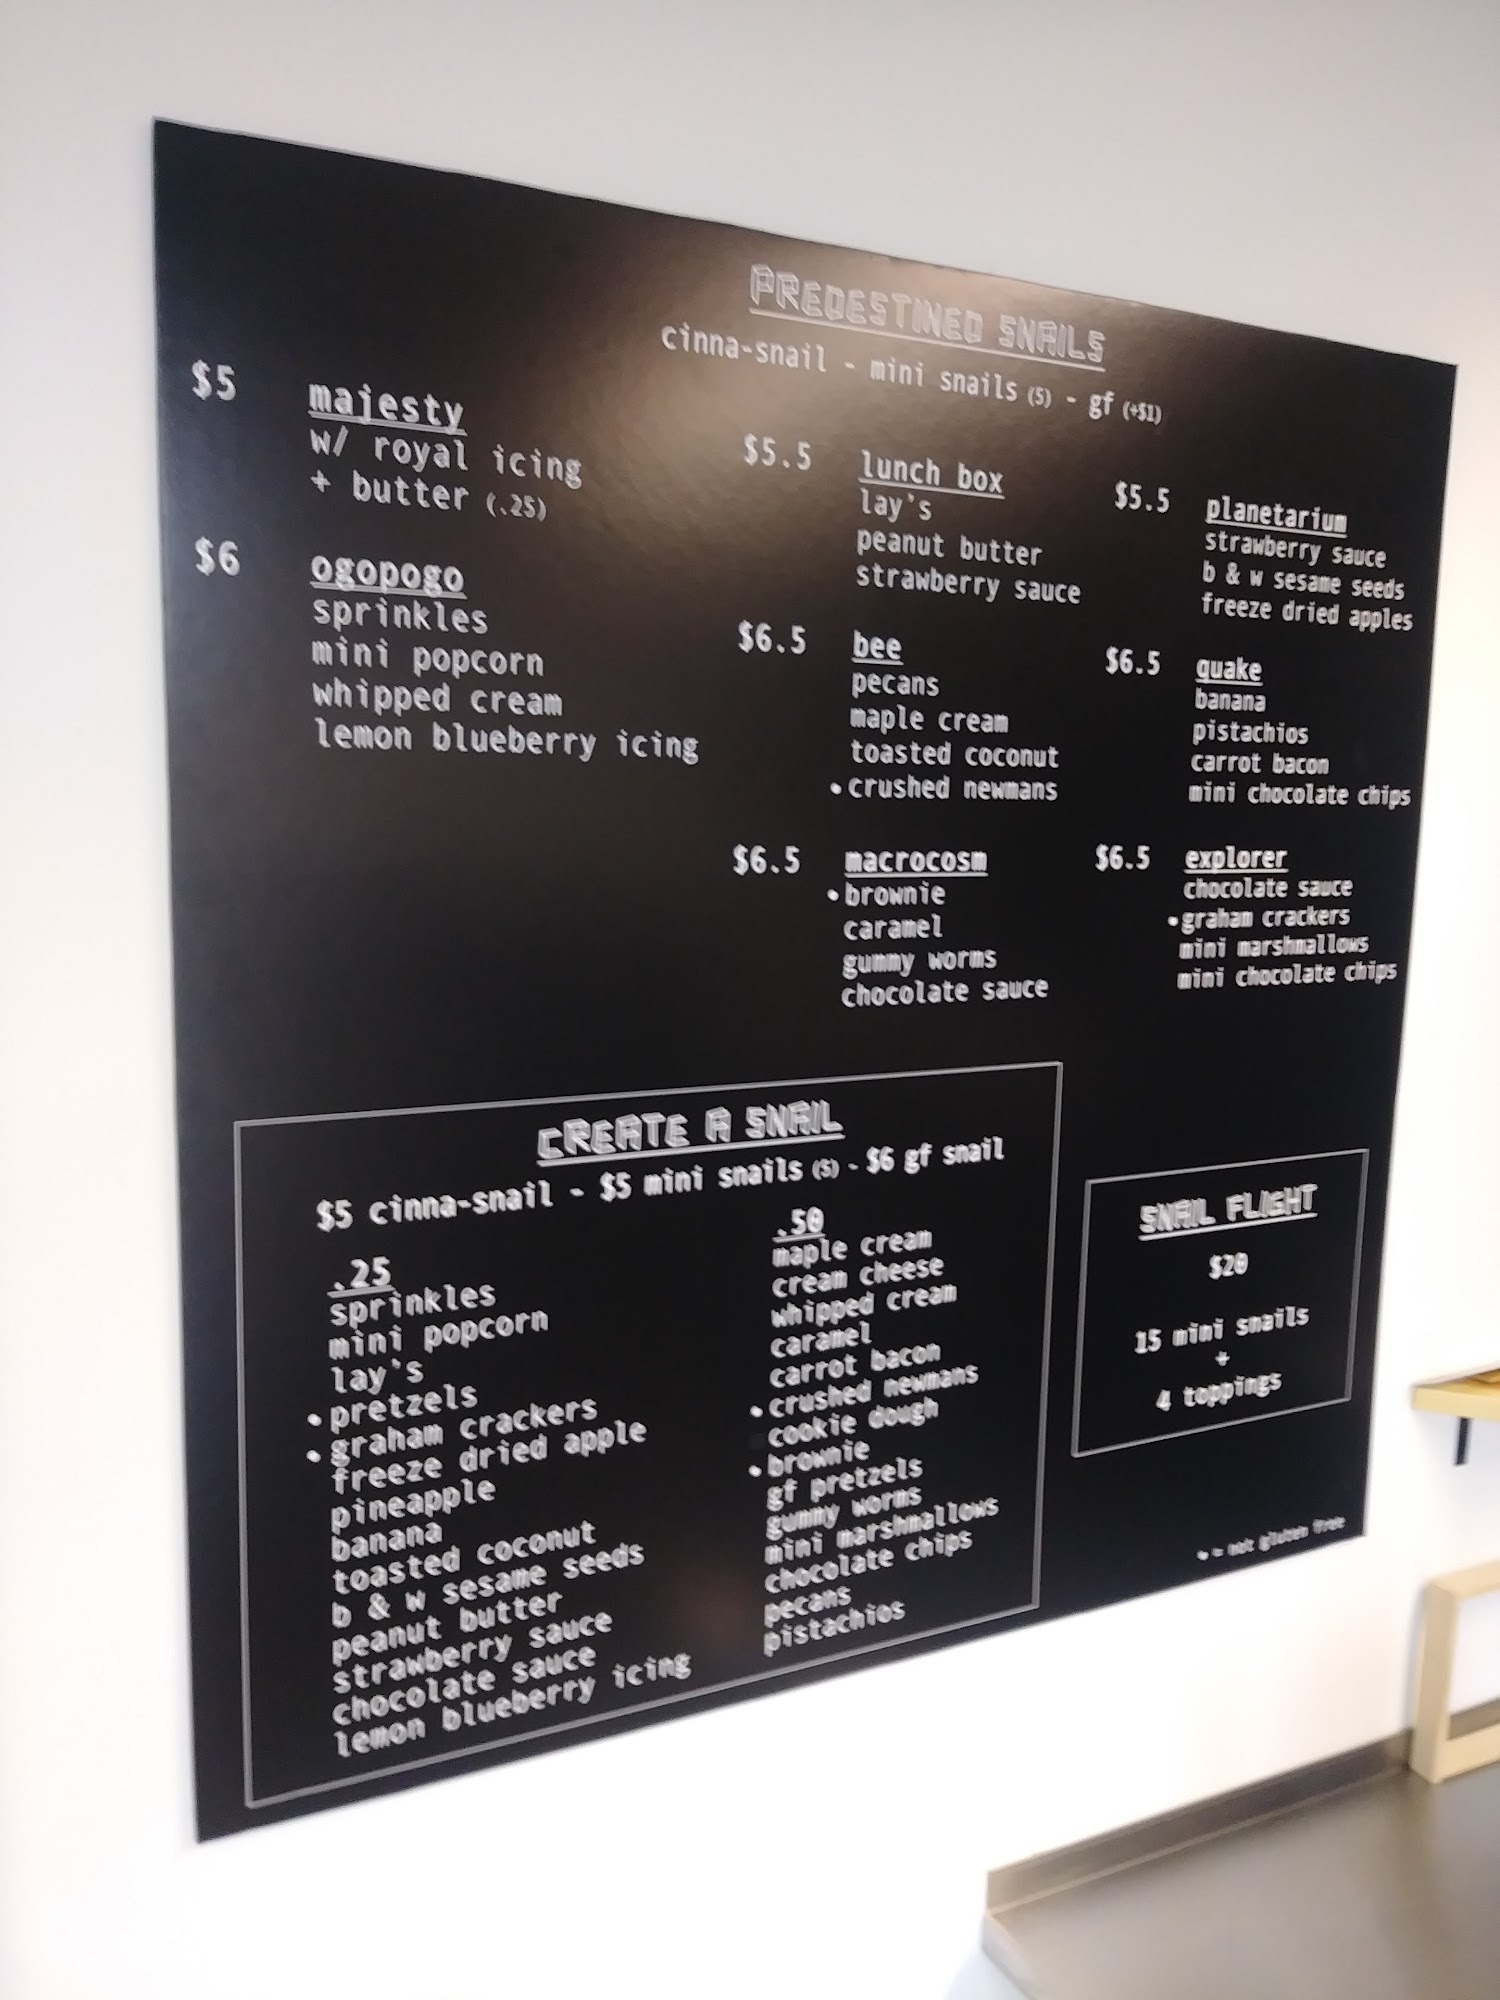 PREDESTINED SNAILS
cinna-snail - mini snails (5) - gf (+$1)
$5 majesty
w/ royal icing
+ butter (.25)
$6 ogopogo
sprinkles
mini popcorn
whipped cream
lemon blueberry icing
$5.5 lunch box
lay's
peanut butter
strawberry sauce
$6.5 bee
pecans
maple cream
toasted coconut
•crushed newmans
$6.5 macrocosm
•brownie
caramel
gummy worms
chocolate sauce
$5.5 planetarium
strawberry sauce
b & w sesame seeds
freeze dried apples
$6.5 quake
banana
pistachios
carrot bacon
mini chocolate chips
$6.5 explorer
chocolate sauce
•graham crackers
mini marshmallows
mini chocolate chips
CREATE A SNAIL
$5 cinna-snail - $5 mini snails (5) - $6 gf snail
.25
sprinkles
mini popcorn
lay's
•pretzels
•graham crackers
freeze dried apple
pineapple
banana
toasted coconut
b & w sesame seeds
peanut butter
strawberry sauce
chocolate sauce
lemon blueberry icing
.50
maple cream
cream cheese
whipped cream
caramel
carrot bacon
•crushed newmans
cookie dough
•brownie
gf pretzels
gummy worms
mini marshmallows
chocolate chips
pecans
pistachios
SNAIL FLIGHT
$20
15 mini snails
+
4 toppings
• = not gluten free